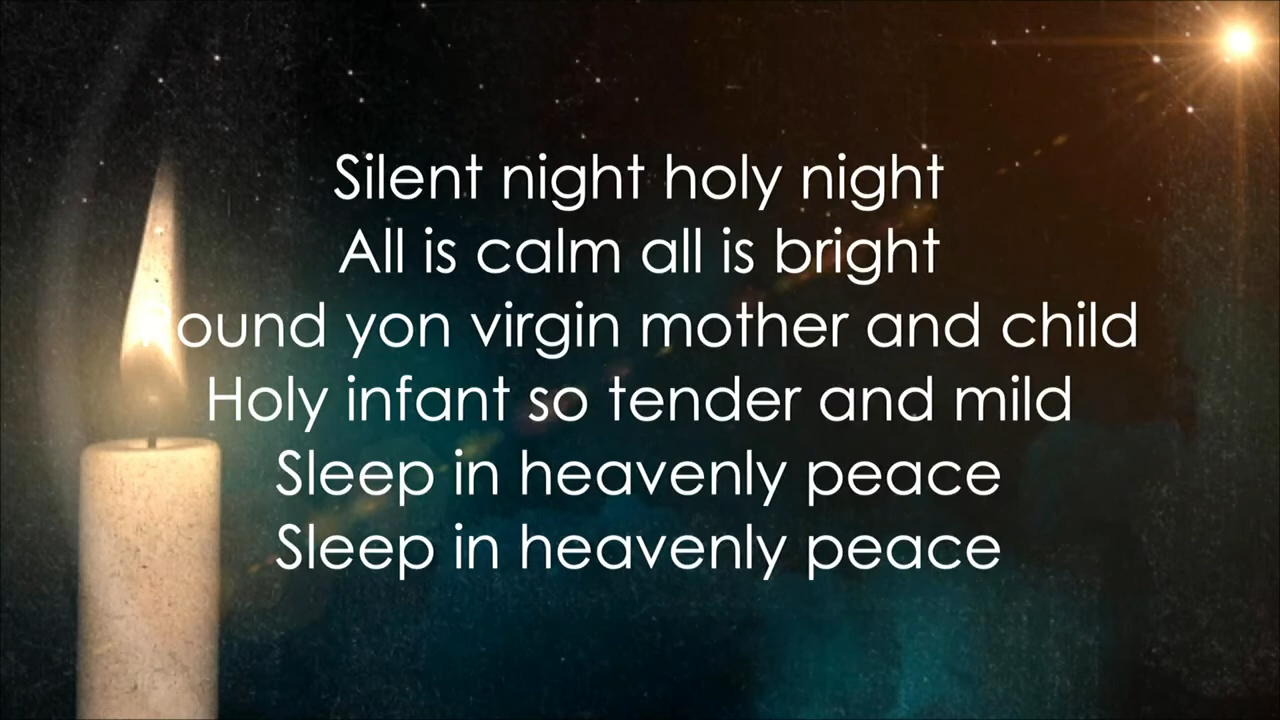 Silent night holy night
All is calm all is bright
Round yon virgin mother and child
Holy infant so tender and mild
Sleep in heavenly peace
Sleep in heavenly peace